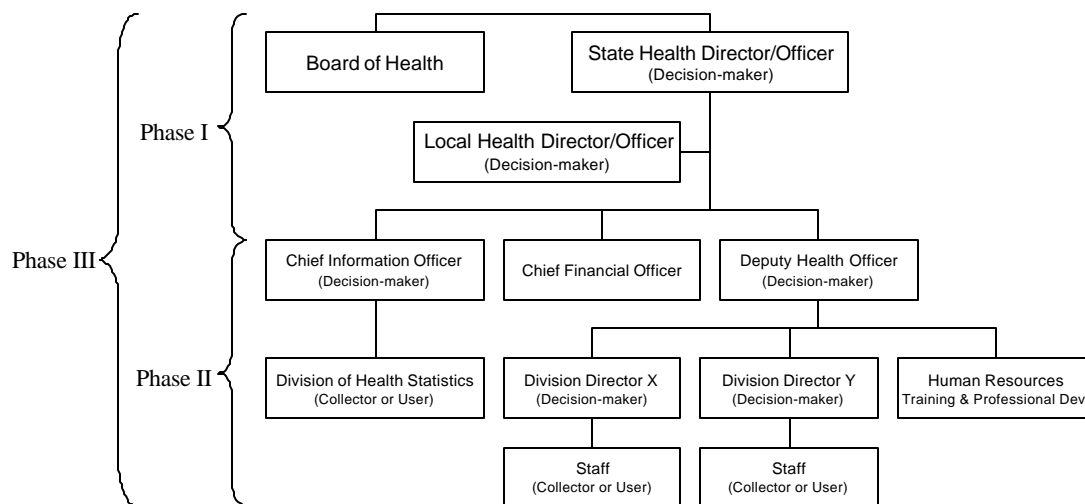 Board of Health
State Health Director/Officer
(Decision-maker)
Phase I
Local Health Director/Officer
(Decision-maker)
Phase III
Chief Information Officer
(Decision-maker)
Chief Financial Officer
Deputy Health Officer
(Decision-maker)
Phase II
Division of Health Statistics
(Collector or User)
Division Director X
(Decision-maker)
Division Director Y
(Decision-maker)
Human Resources
Training & Professional Dev
Staff
(Collector or User)
Staff
(Collector or User)